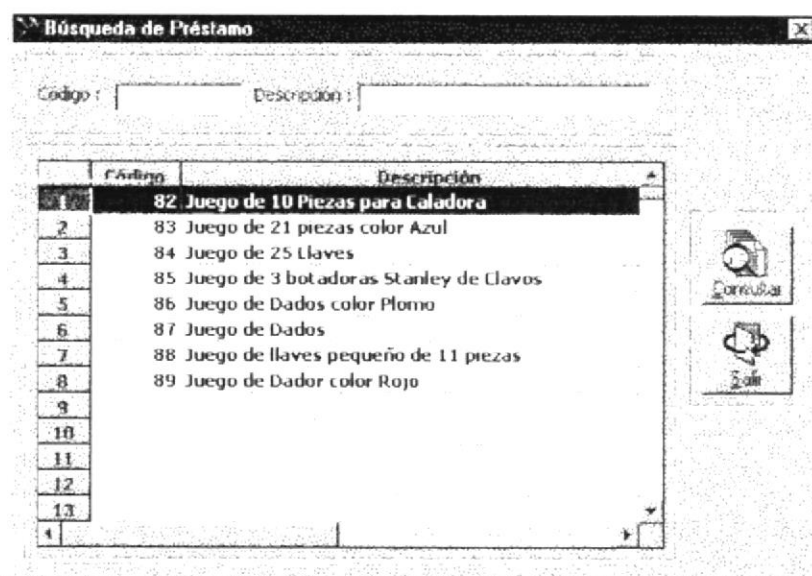 Búsqueda de Préstamo
Código : Descripción :
Código Descripción
1 82 Juego de 10 Piezas para Caladora
2 83 Juego de 21 piezas color Azul
3 84 Juego de 25 Llaves
4 85 Juego de 3 botadoras Stanley de Clavos
5 86 Juego de Dados color Plomo
6 87 Juego de Dados
7 88 Juego de llaves pequeño de 11 piezas
8 89 Juego de Dador color Rojo
9
10
11
12
13
Consultar
Salir